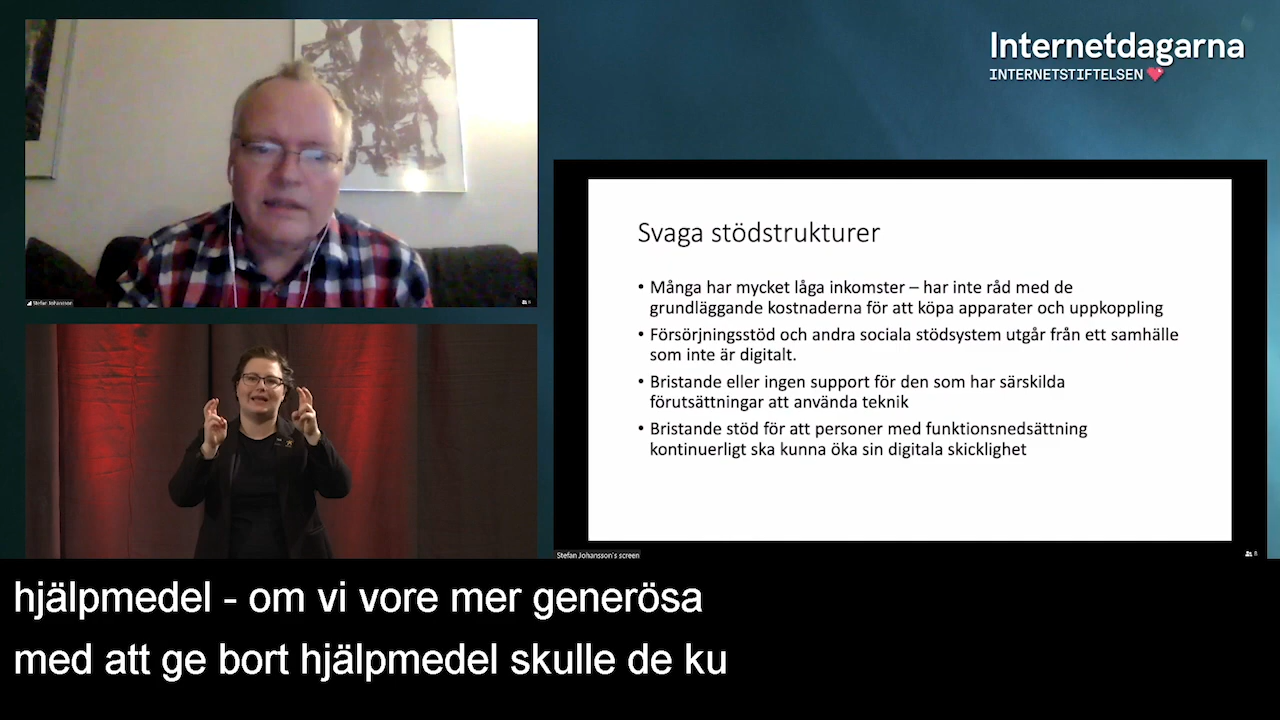 Internetdagarna
INTERNETSTIFTELSEN
Stefan Johansson
Svaga stödstrukturer
• Många har mycket låga inkomster – har inte råd med de
grundläggande kostnaderna för att köpa apparater och uppkoppling
• Försörjningsstöd och andra sociala stödsystem utgår från ett samhälle
som inte är digitalt.
• Bristande eller ingen support för den som har särskilda
förutsättningar att använda teknik
• Bristande stöd för att personer med funktionsnedsättning
kontinuerligt ska kunna öka sin digitala skicklighet
Stefan Johansson's screen
hjälpmedel - om vi vore mer generösa
med att ge bort hjälpmedel skulle de ku